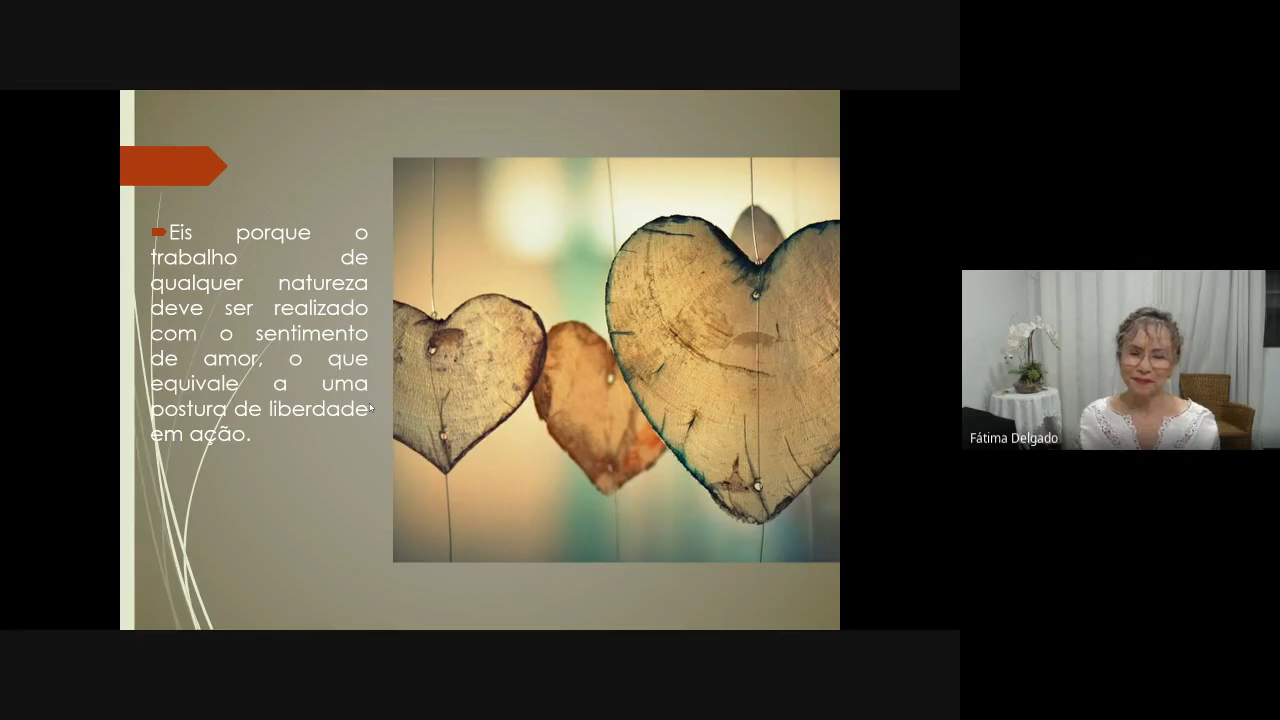 Eis porque o
trabalho de
qualquer natureza
deve ser realizado
com o sentimento
de amor, o que
equivale a uma
postura de liberdade
em ação.
Fátima Delgado